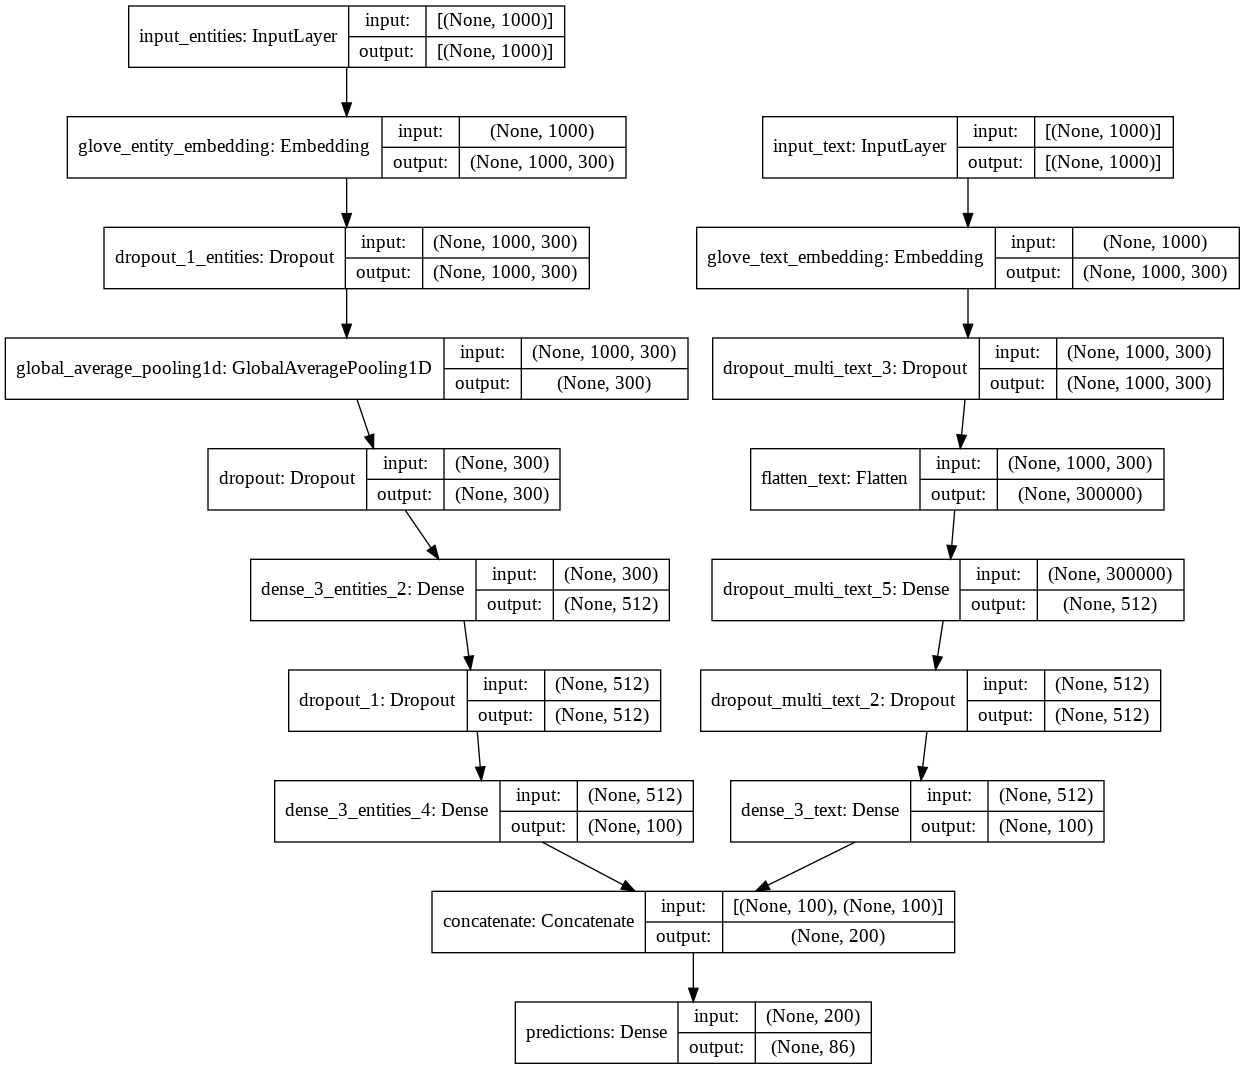 input_entities: InputLayer
input: [(None, 1000)]
output: [(None, 1000)]
glove_entity_embedding: Embedding
input: (None, 1000)
output: (None, 1000, 300)
input_text: InputLayer
input: [(None, 1000)]
output: [(None, 1000)]
dropout_1_entities: Dropout
input: (None, 1000, 300)
output: (None, 1000, 300)
glove_text_embedding: Embedding
input: (None, 1000)
output: (None, 1000, 300)
global_average_pooling1d: GlobalAveragePooling1D
input: (None, 1000, 300)
output: (None, 300)
dropout_multi_text_3: Dropout
input: (None, 1000, 300)
output: (None, 1000, 300)
dropout: Dropout
input: (None, 300)
output: (None, 300)
flatten_text: Flatten
input: (None, 1000, 300)
output: (None, 300000)
dense_3_entities_2: Dense
input: (None, 300)
output: (None, 512)
dropout_multi_text_5: Dense
input: (None, 300000)
output: (None, 512)
dropout_1: Dropout
input: (None, 512)
output: (None, 512)
dropout_multi_text_2: Dropout
input: (None, 512)
output: (None, 512)
dense_3_entities_4: Dense
input: (None, 512)
output: (None, 100)
dense_3_text: Dense
input: (None, 512)
output: (None, 100)
concatenate: Concatenate
input: [(None, 100), (None, 100)]
output: (None, 200)
predictions: Dense
input: (None, 200)
output: (None, 86)